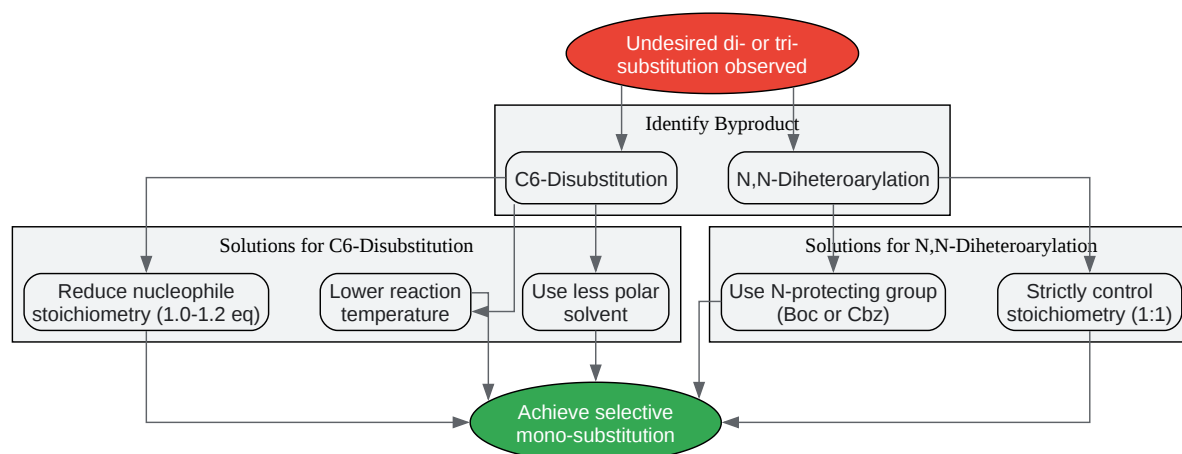 Undesired di- or tri-
substitution observed
Identify Byproduct
C6-Disubstitution
N,N-Diheteroarylation
Solutions for C6-Disubstitution
Reduce nucleophile
stoichiometry (1.0-1.2 eq)
Lower reaction
temperature
Use less polar
solvent
Solutions for N,N-Diheteroarylation
Use N-protecting group
(Boc or Cbz)
Strictly control
stoichiometry (1:1)
Achieve selective
mono-substitution